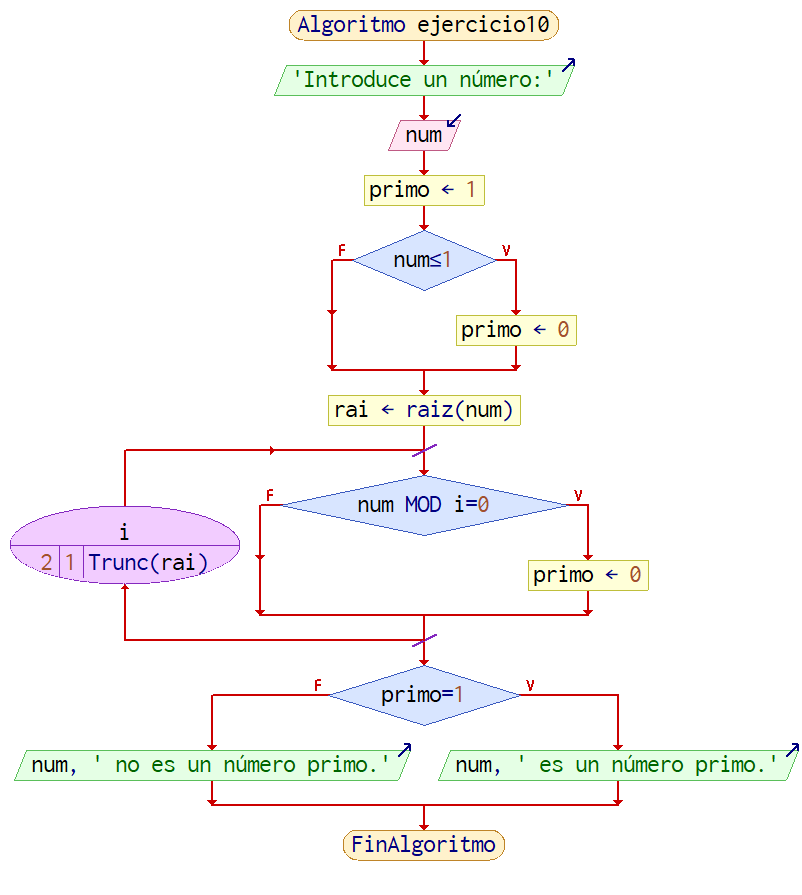 Algoritmo ejercicio10
'Introduce un número:'
num
primo ← 1
F
V
num≤1
primo ← 0
rai ← raiz(num)
F
V
num MOD i=0
i
2 1 Trunc(rai)
primo ← 0
F
V
primo=1
num, ' no es un número primo.'
num, ' es un número primo.'
FinAlgoritmo